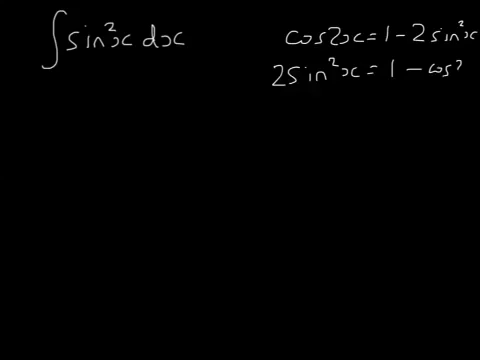 ∫sin²x dx
cos2x = 1 - 2sin²x
2sin²x = 1 - cos